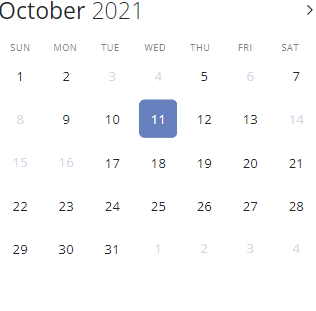 October 2021
SUN MON TUE WED THU FRI SAT
1 2 3 4 5 6 7
8 9 10 11 12 13 14
15 16 17 18 19 20 21
22 23 24 25 26 27 28
29 30 31 1 2 3 4